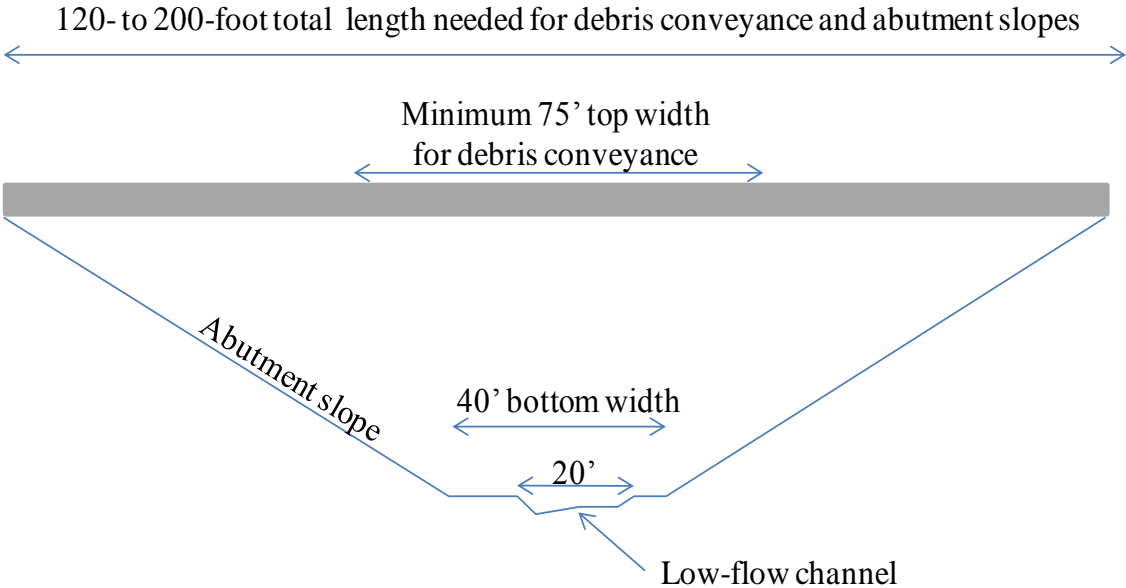 120- to 200-foot total length needed for debris conveyance and abutment slopes
Minimum 75’ top width
for debris conveyance
Abutment slope
40’ bottom width
20’
Low-flow channel